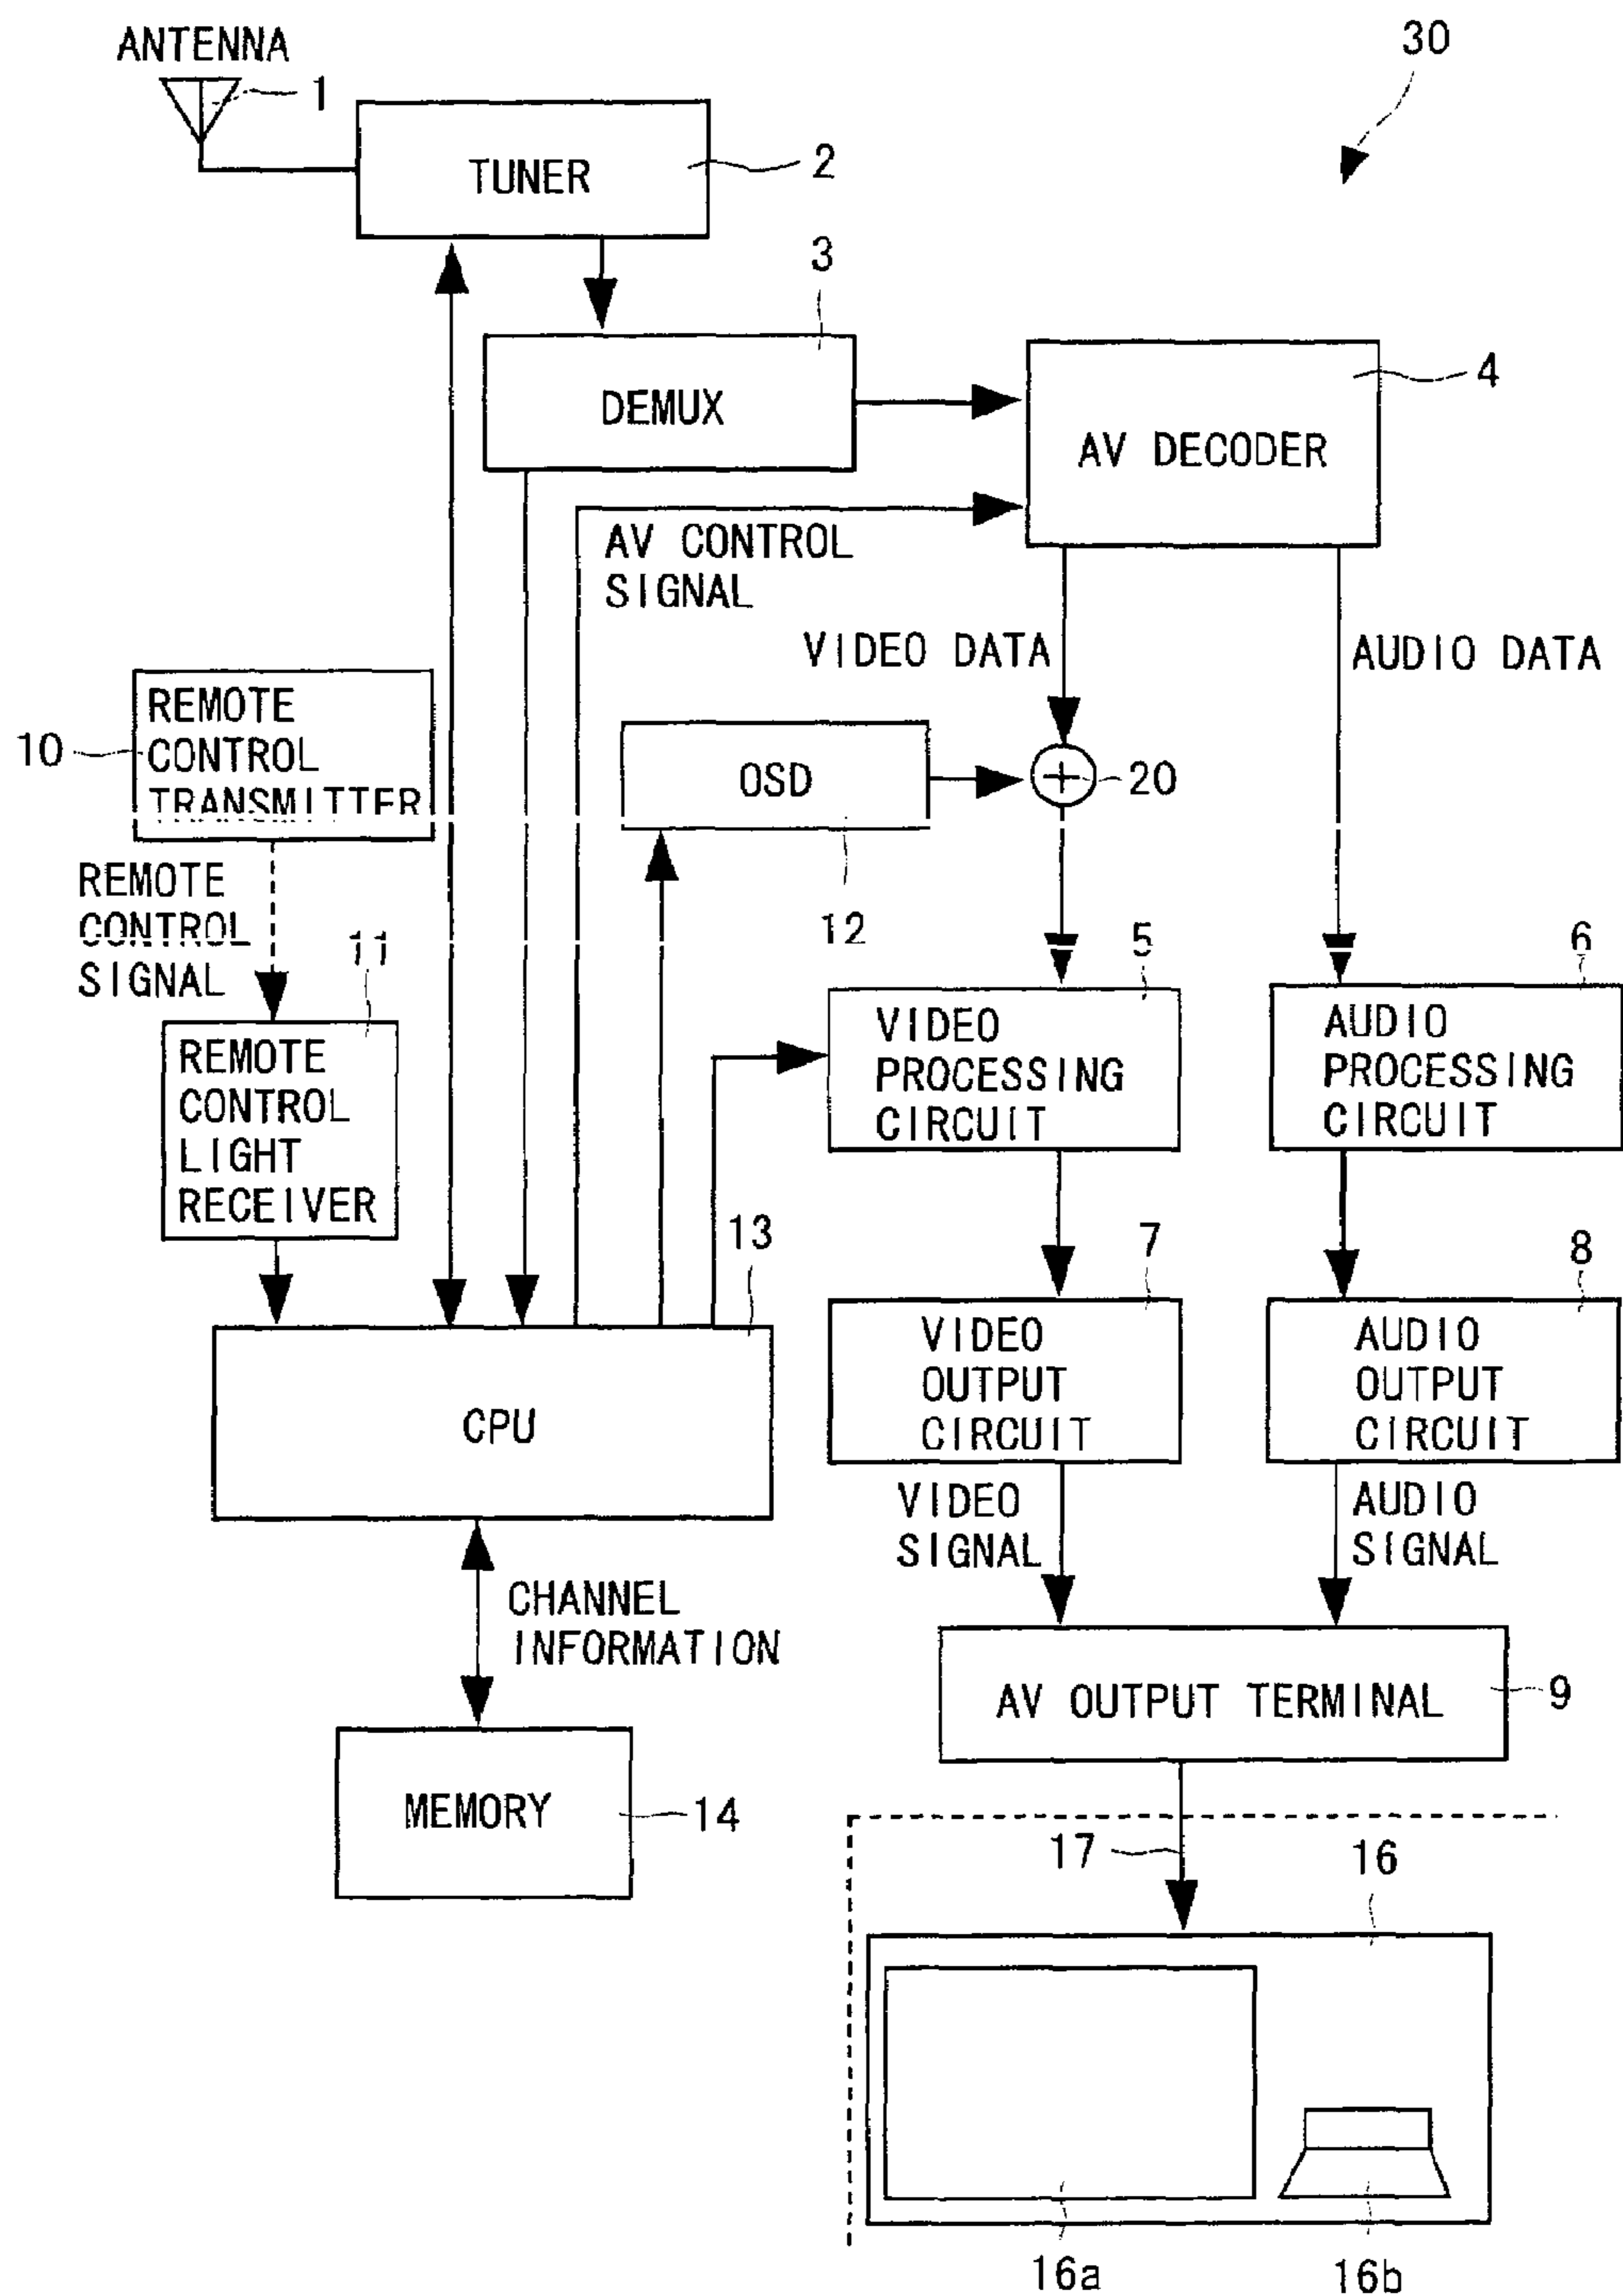 ANTENNA
1
30
TUNER
2
3
DEMUX
4
AV DECODER
AV CONTROL
SIGNAL
VIDEO DATA
AUDIO DATA
REMOTE
CONTROL
TRANSMITTER
10
OSD
20
REMOTE
CONTROL
SIGNAL
11
12
5
6
REMOTE
CONTROL
LIGHT
RECEIVER
VIDEO
PROCESSING
CIRCUIT
AUDIO
PROCESSING
CIRCUIT
13
7
8
CPU
VIDEO
OUTPUT
CIRCUIT
AUDIO
OUTPUT
CIRCUIT
VIDEO
SIGNAL
AUDIO
SIGNAL
CHANNEL
INFORMATION
AV OUTPUT TERMINAL
9
MEMORY
14
17
16
16a
16b